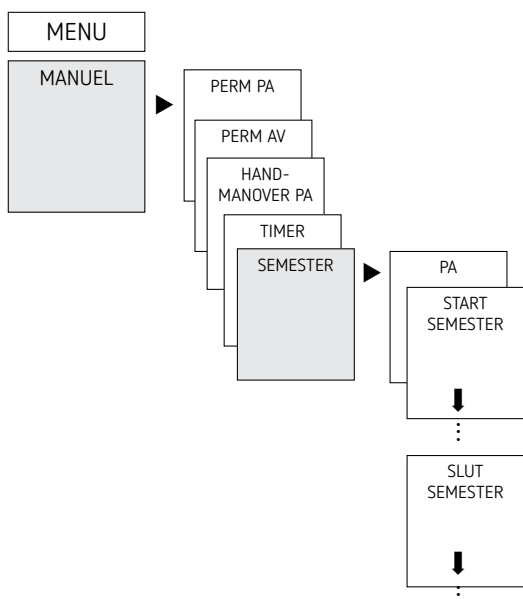 MENU
MANUEL
PERM PA
PERM AV
HAND-
MANOVER PA
TIMER
SEMESTER
PA
START
SEMESTER
SLUT
SEMESTER